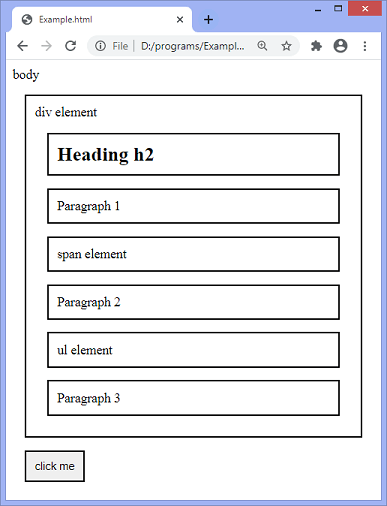 Example.html
File
D:/programs/Exampl...
body
div element
Heading h2
Paragraph 1
span element
Paragraph 2
ul element
Paragraph 3
click me